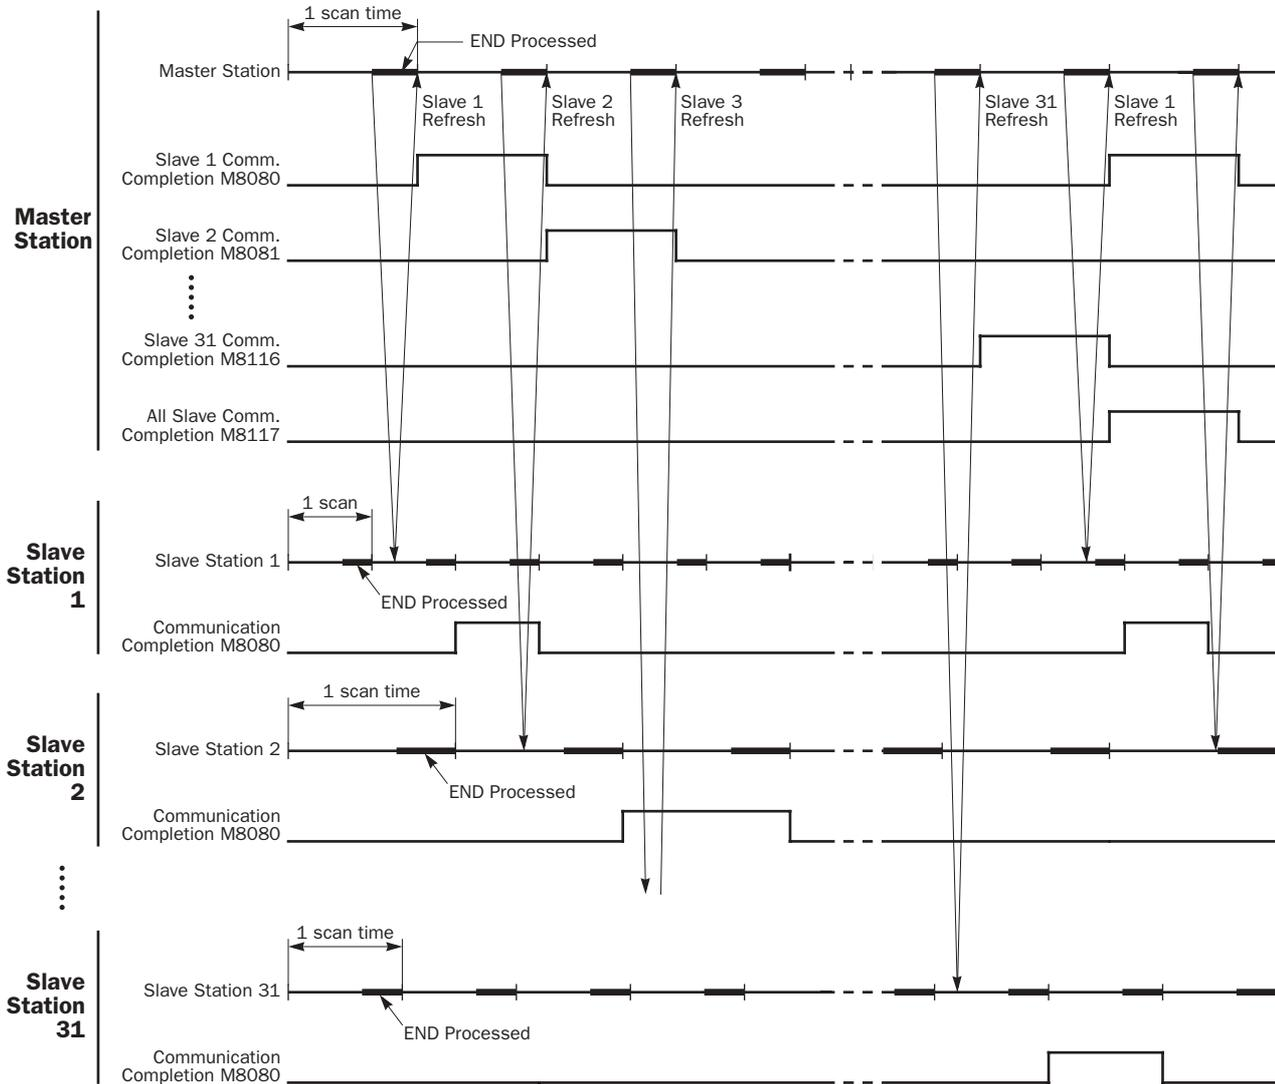 1 scan time
END Processed
Master Station
Slave 1
Refresh
Slave 2
Refresh
Slave 3
Refresh
Slave 31
Refresh
Slave 1
Refresh
Slave 1 Comm.
Completion M8080
Master
Station
Slave 2 Comm.
Completion M8081
Slave 31 Comm.
Completion M8116
All Slave Comm.
Completion M8117
1 scan
Slave
Station
1
Slave Station 1
END Processed
Communication
Completion M8080
1 scan time
Slave
Station
2
Slave Station 2
END Processed
Communication
Completion M8080
1 scan time
Slave
Station
31
Slave Station 31
END Processed
Communication
Completion M8080